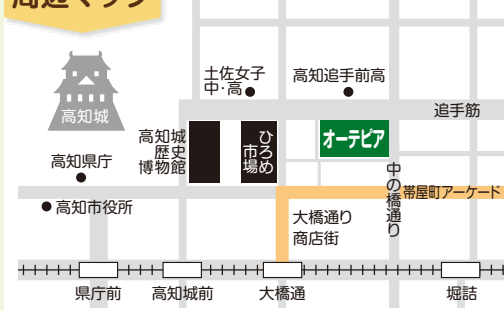 周辺マップ
高知城
土佐女子
中・高
高知追手前高
追手筋
高知城
歴史
博物館
ひろめ
市場
オーテピア
高知県庁
高知市役所
中の橋通り
帯屋町アーケード
大橋通り
商店街
県庁前
高知城前
大橋通
堀詰